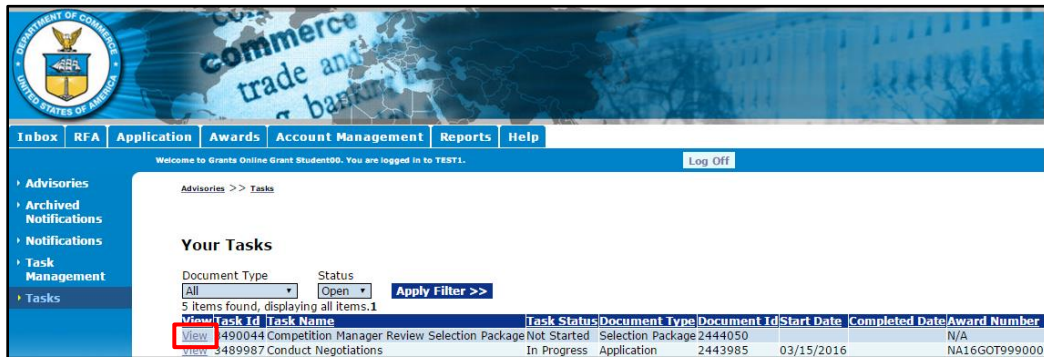 DEPARTMENT OF COMMERCE
UNITED STATES OF AMERICA
commerce
trade and
banking
Inbox RFA Application Awards Account Management Reports Help
Welcome to Grants Online Grant Student00. You are logged in to TEST1. Log Off
Advisories
Archived
Notifications
Notifications
Task
Management
Tasks
Advisories >> Tasks
Your Tasks
Document Type Status
All Open Apply Filter >>
5 items found, displaying all items.1
View Task Id Task Name Task Status Document Type Document Id Start Date Completed Date Award Number
View 3490044 Competition Manager Review Selection Package Not Started Selection Package 2444050 N/A
View 3489987 Conduct Negotiations In Progress Application 2443985 03/15/2016 NA16GOT999000